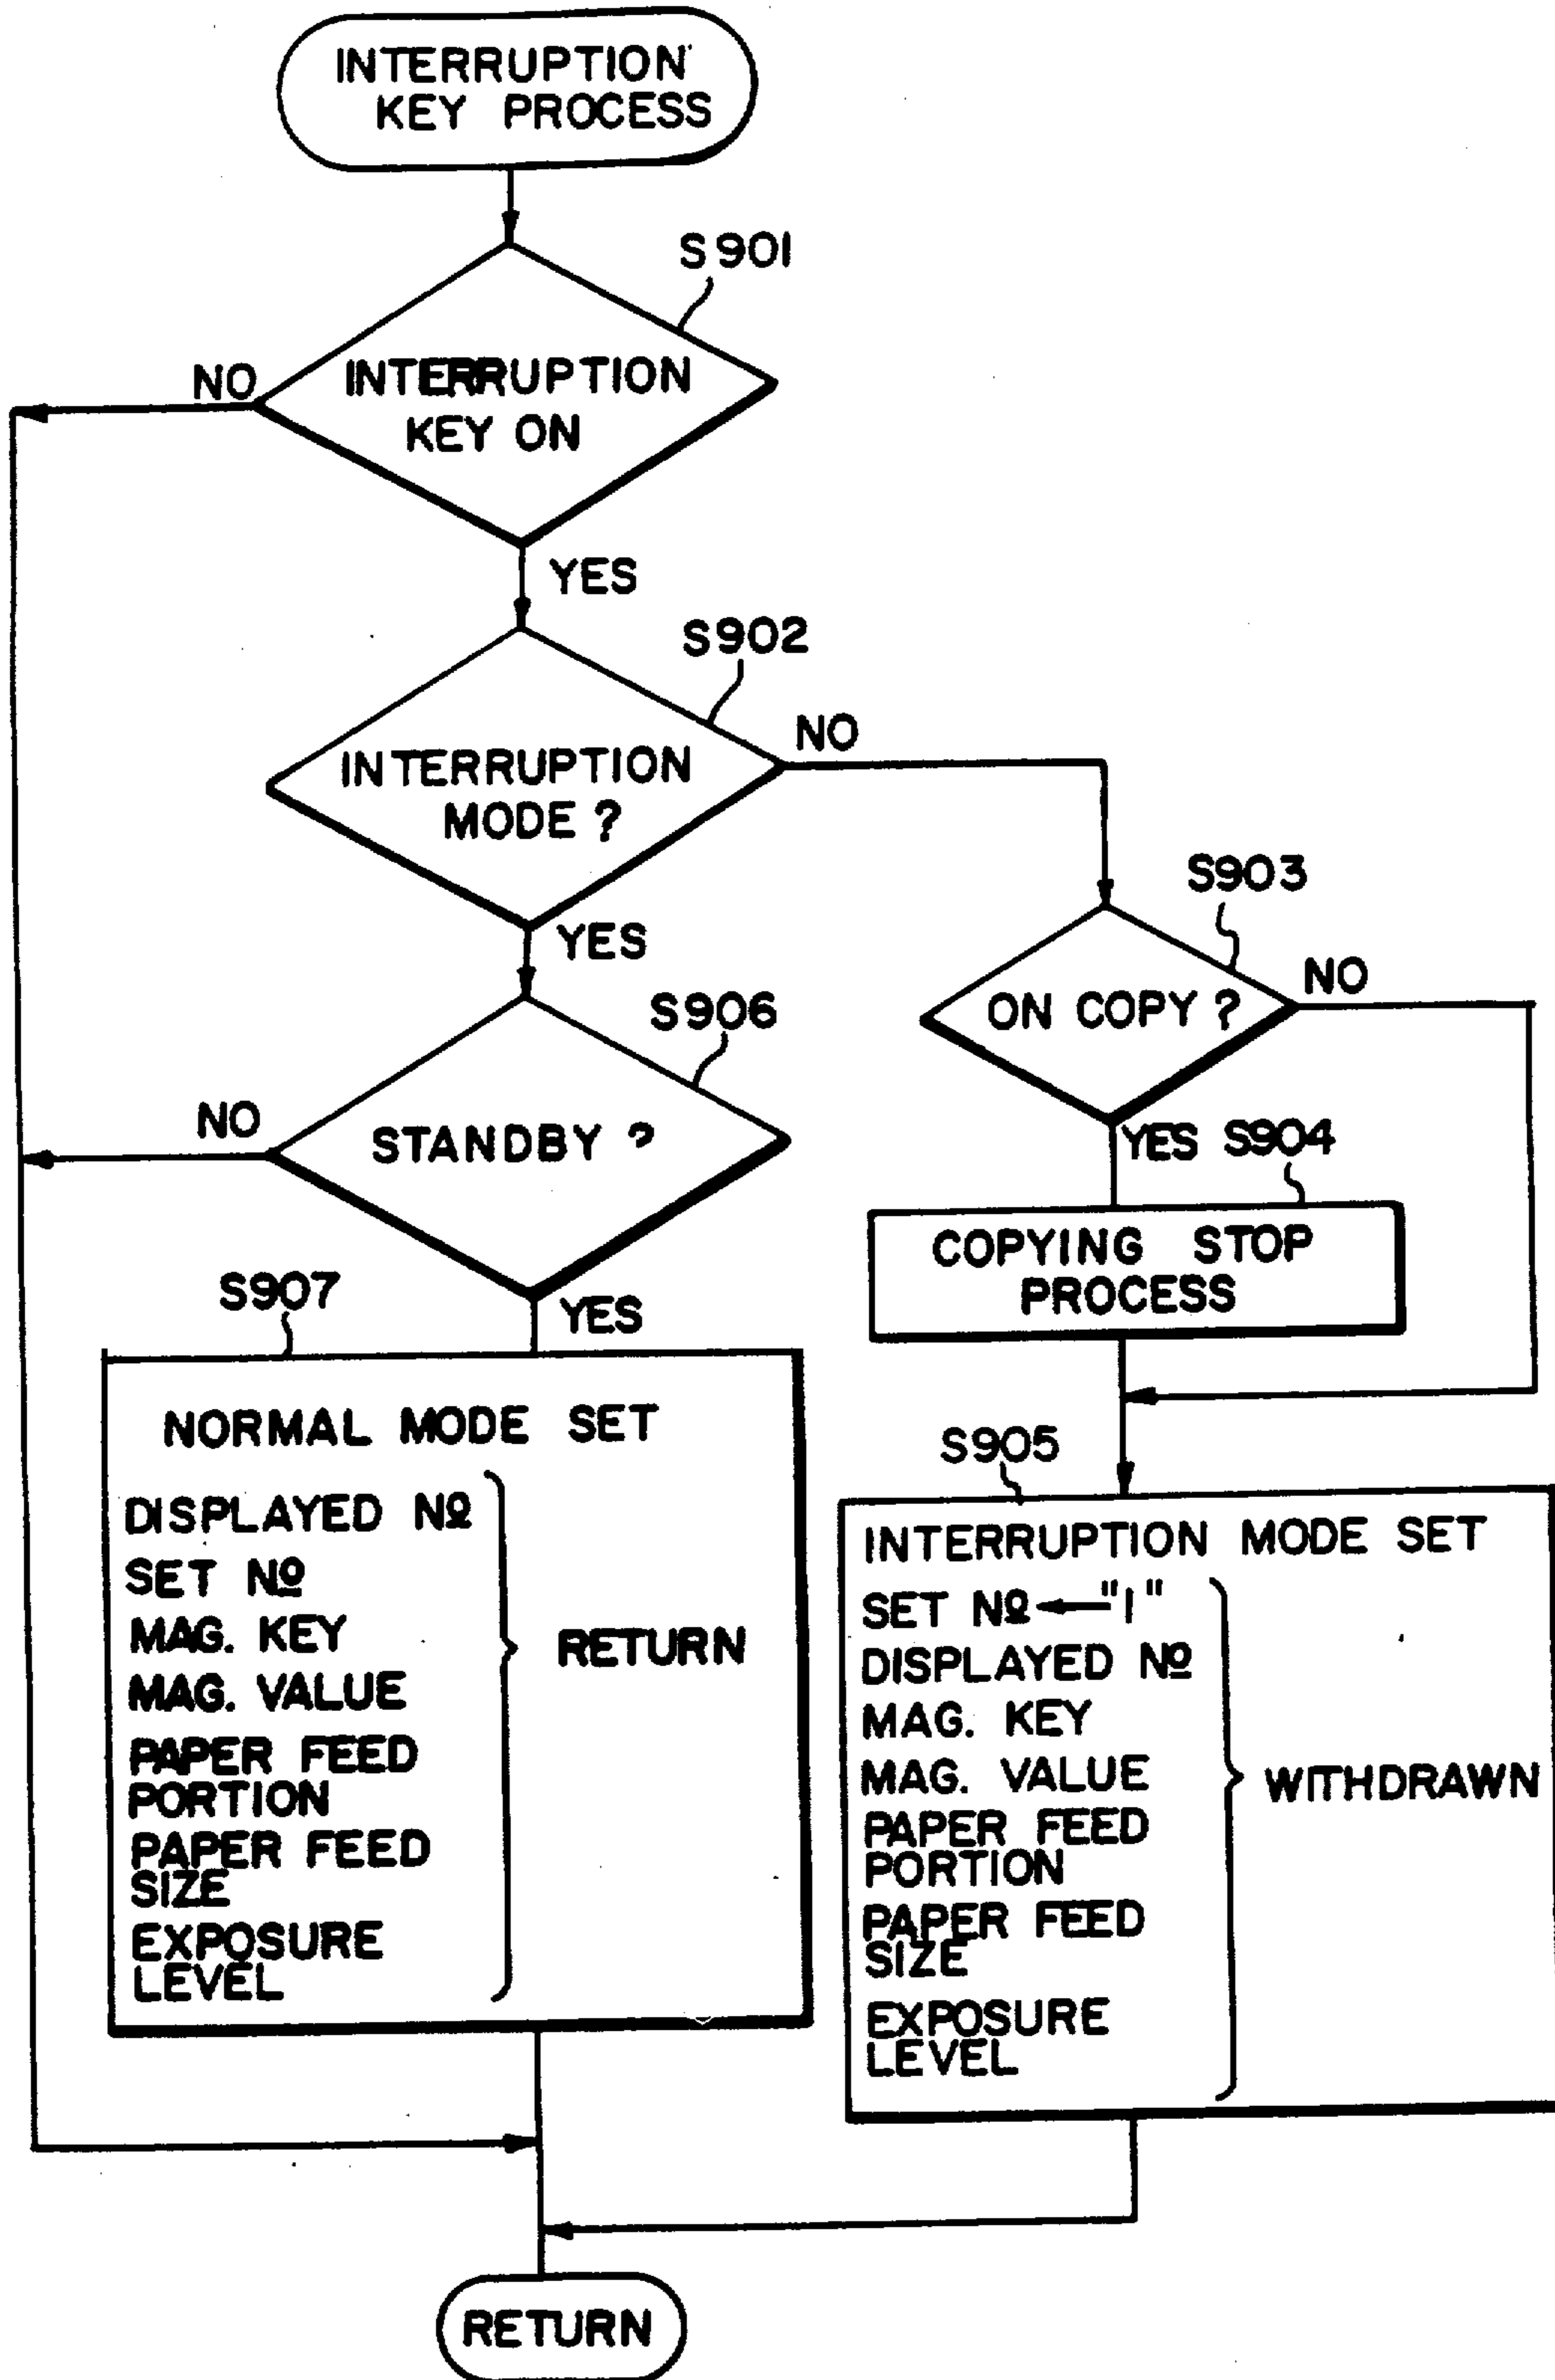 INTERRUPTION
KEY PROCESS
S901
NO
INTERRUPTION
KEY ON
YES
S902
NO
INTERRUPTION
MODE ?
YES
S903
NO
ON COPY ?
S906
NO
STANDBY ?
YES S904
COPYING STOP
PROCESS
S907
YES
NORMAL MODE SET
DISPLAYED Nº
SET Nº
MAG. KEY
MAG. VALUE
PAPER FEED
PORTION
PAPER FEED
SIZE
EXPOSURE
LEVEL
RETURN
S905
INTERRUPTION MODE SET
SET Nº ← "1"
DISPLAYED Nº
MAG. KEY
MAG. VALUE
PAPER FEED
PORTION
PAPER FEED
SIZE
EXPOSURE
LEVEL
WITHDRAWN
RETURN